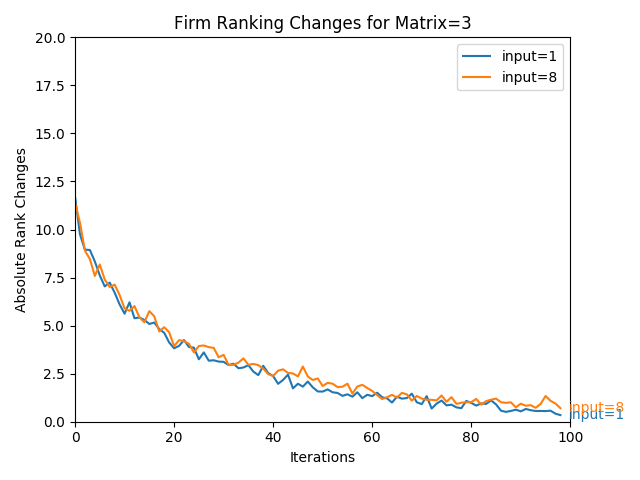 Firm Ranking Changes for Matrix=3
20.0
17.5
15.0
12.5
10.0
7.5
5.0
2.5
0.0
Absolute Rank Changes
input=1
input=8
input=8
input=1
0 20 40 60 80 100
Iterations